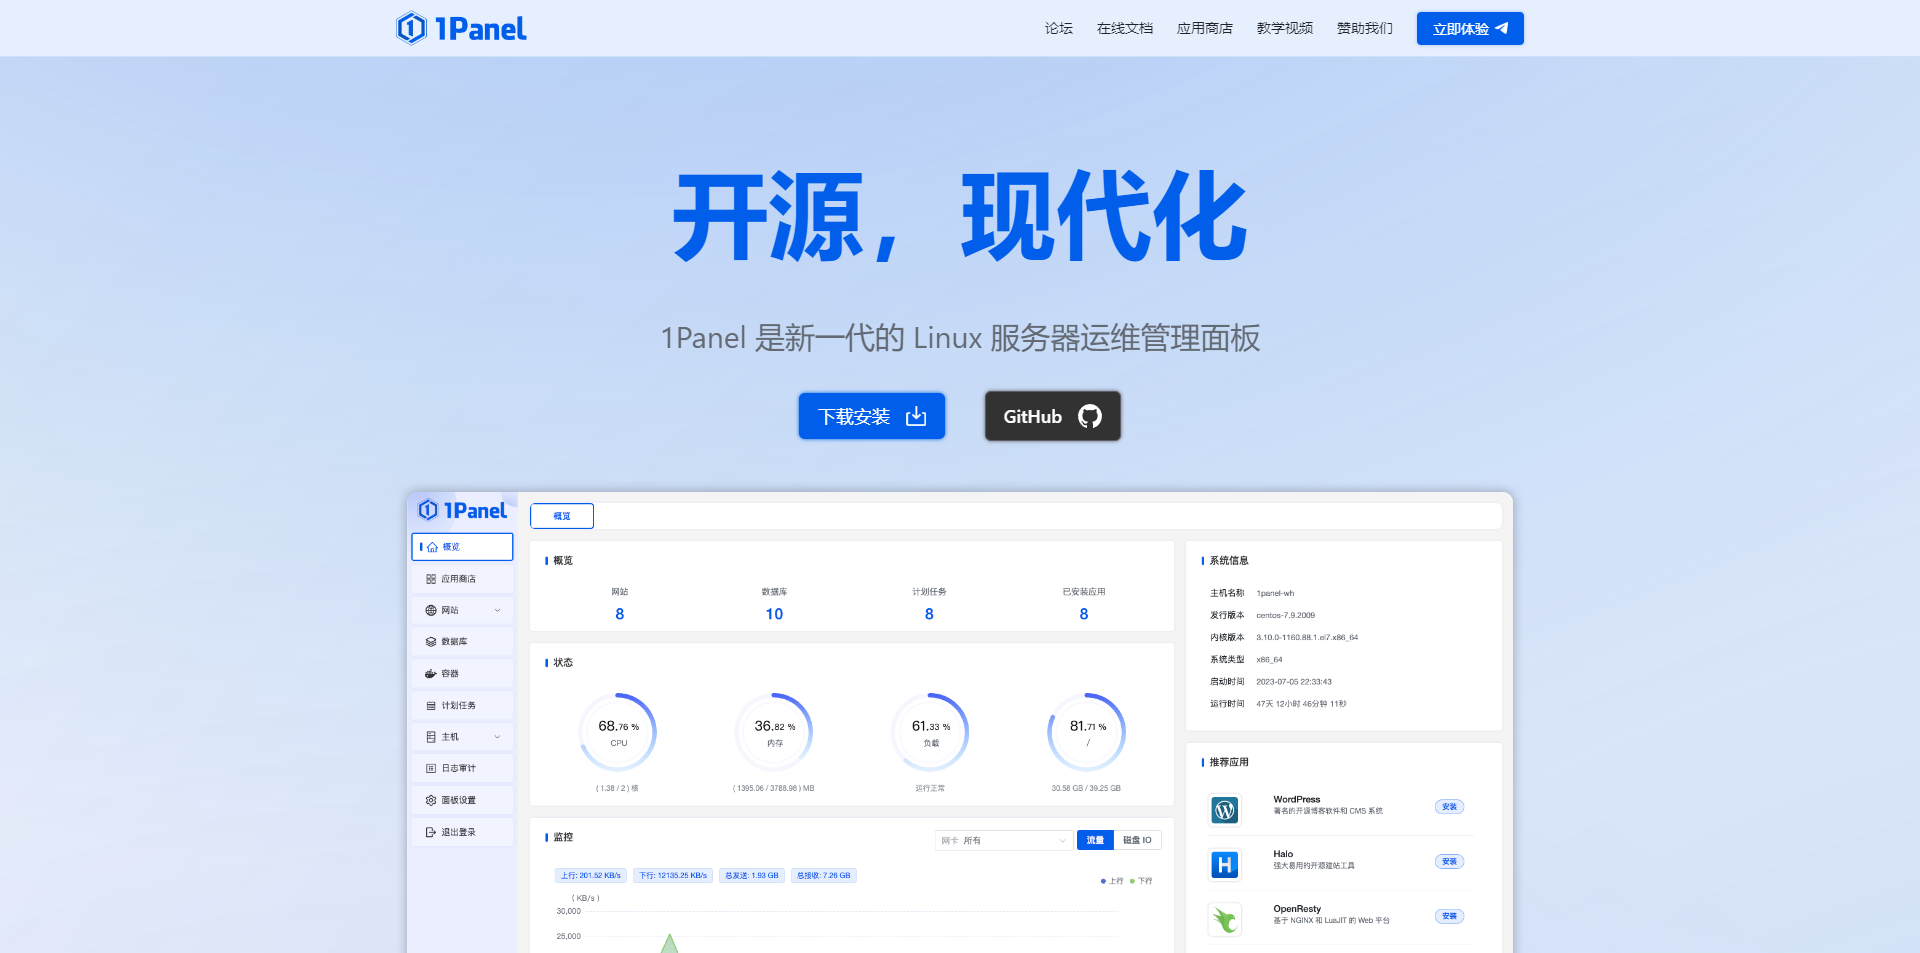 1Panel
论坛 在线文档 应用商店 教学视频 赞助我们 立即体验
开源，现代化
1Panel 是新一代的 Linux 服务器运维管理面板
下载安装 GitHub
1Panel
概览
概览
应用商店
网站
数据库
容器
计划任务
主机
日志审计
面板设置
退出登录
概览
网站 数据库 计划任务 已安装应用
8 10 8 8
状态
68.76 % 36.82 % 61.33 % 81.71 %
CPU 内存 负载 /
( 1.38 / 2 ) 核 ( 1395.06 / 3788.98 ) MB 运行正常 30.58 GB / 39.25 GB
监控
网卡 所有 流量 磁盘 IO
上行: 201.52 KB/s 下行: 12135.25 KB/s 总发送: 1.93 GB 总接收: 7.26 GB
上行 下行
( KB/s )
30,000
25,000
系统信息
主机名称 1panel-wh
发行版本 centos-7.9.2009
内核版本 3.10.0-1160.88.1.el7.x86_64
系统类型 x86_64
启动时间 2023-07-05 22:33:43
运行时间 47天 12小时 46分钟 11秒
推荐应用
WordPress
著名的开源博客软件和 CMS 系统
安装
Halo
强大易用的开源建站工具
安装
OpenResty
基于 NGINX 和 LuaJIT 的 Web 平台
安装